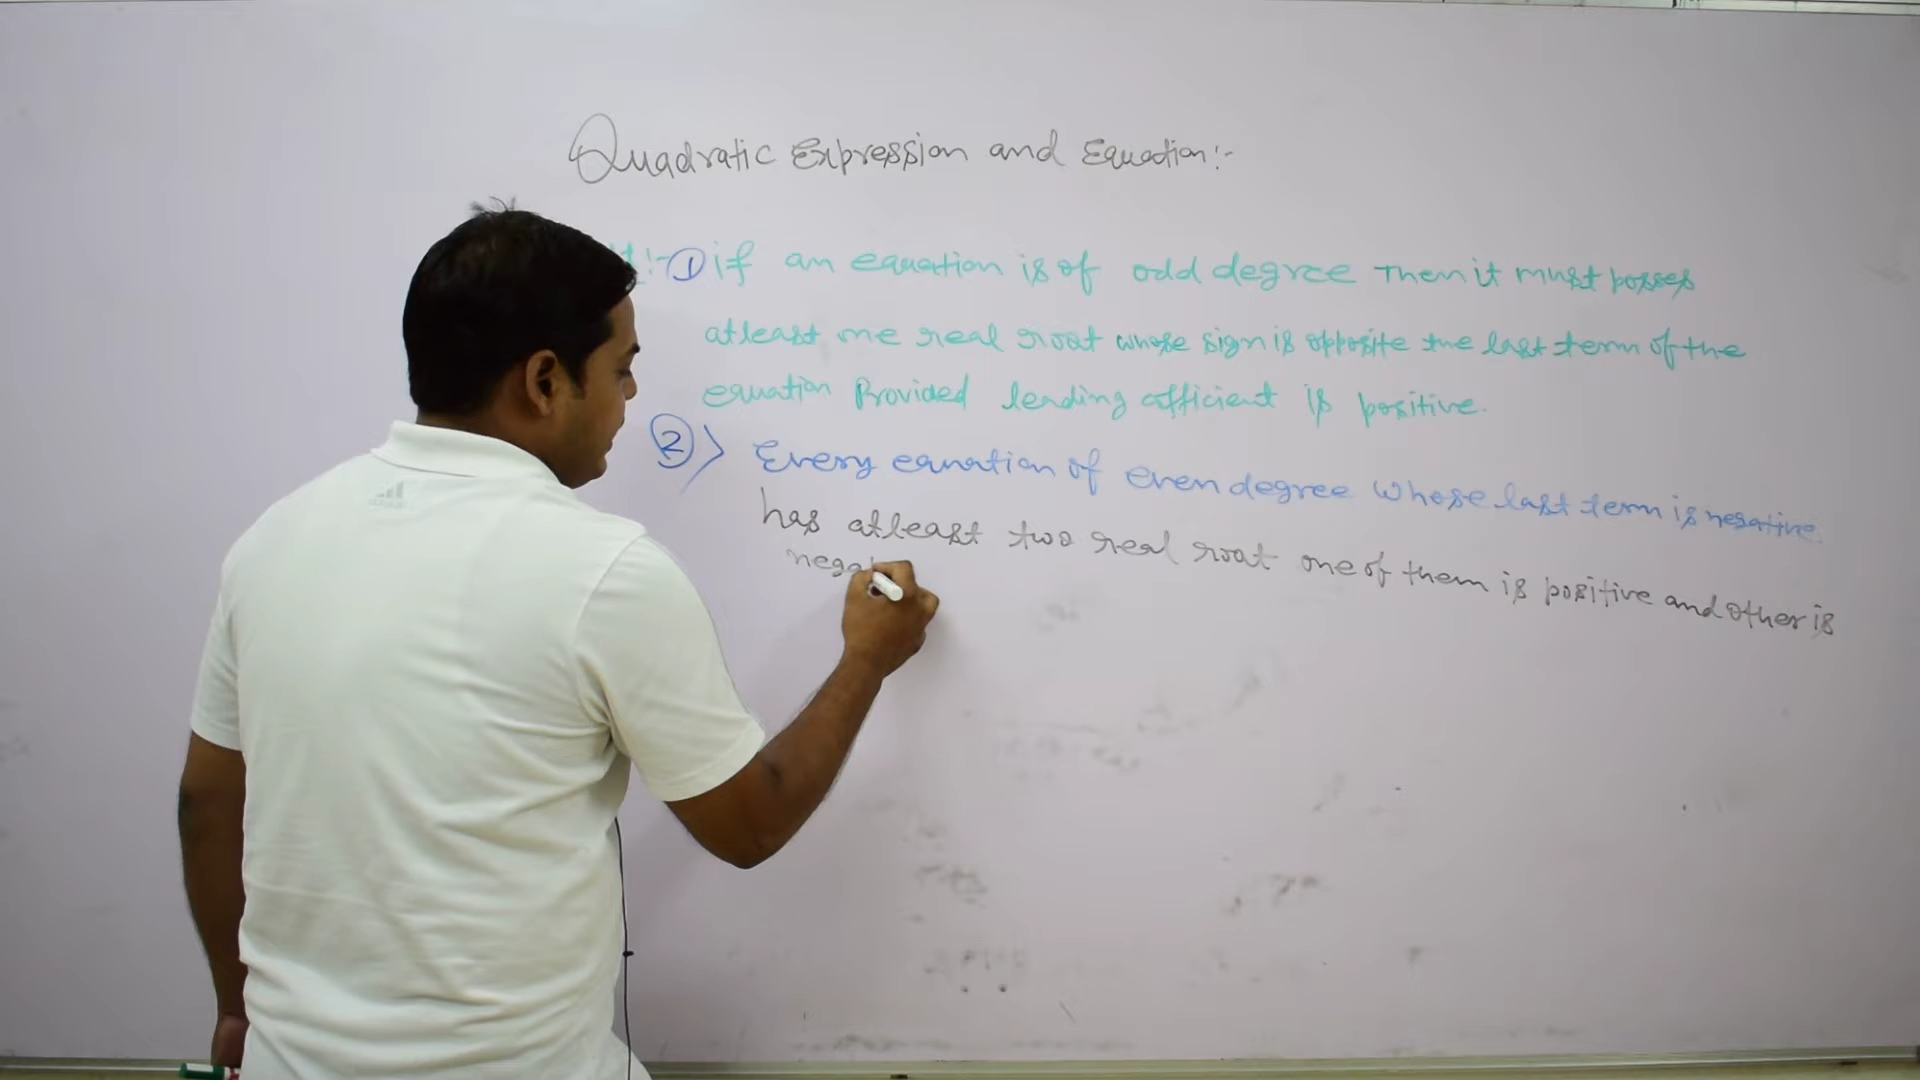 Quadratic Expression and Equation:-
:- ① if an equation is of odd degree then it must posses
atleast one real root whose sign is opposite the last term of the
equation Provided leading cofficient is positive.
② > Every equation of even degree whose last term is negative
has atleast two real root one of them is positive and other is
negat